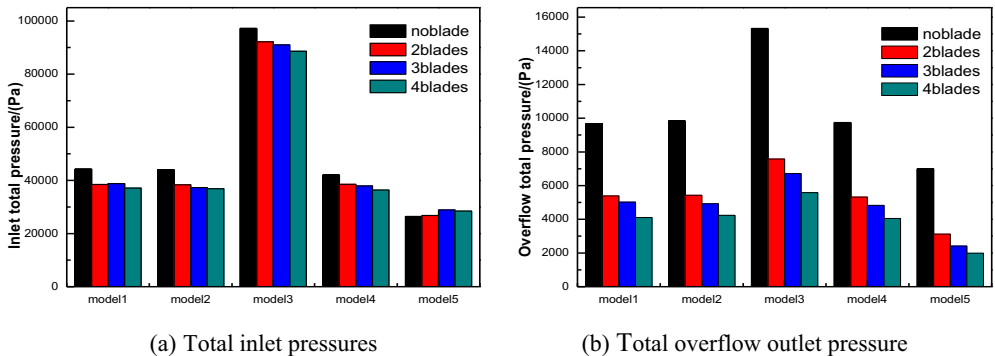 Inlet total pressure/(Pa)
100000
80000
60000
40000
20000
0
noblade
2blades
3blades
4blades
model1 model2 model3 model4 model5
(a) Total inlet pressures
Overflow total pressure/(Pa)
16000
14000
12000
10000
8000
6000
4000
2000
0
noblade
2blades
3blades
4blades
model1 model2 model3 model4 model5
(b) Total overflow outlet pressure